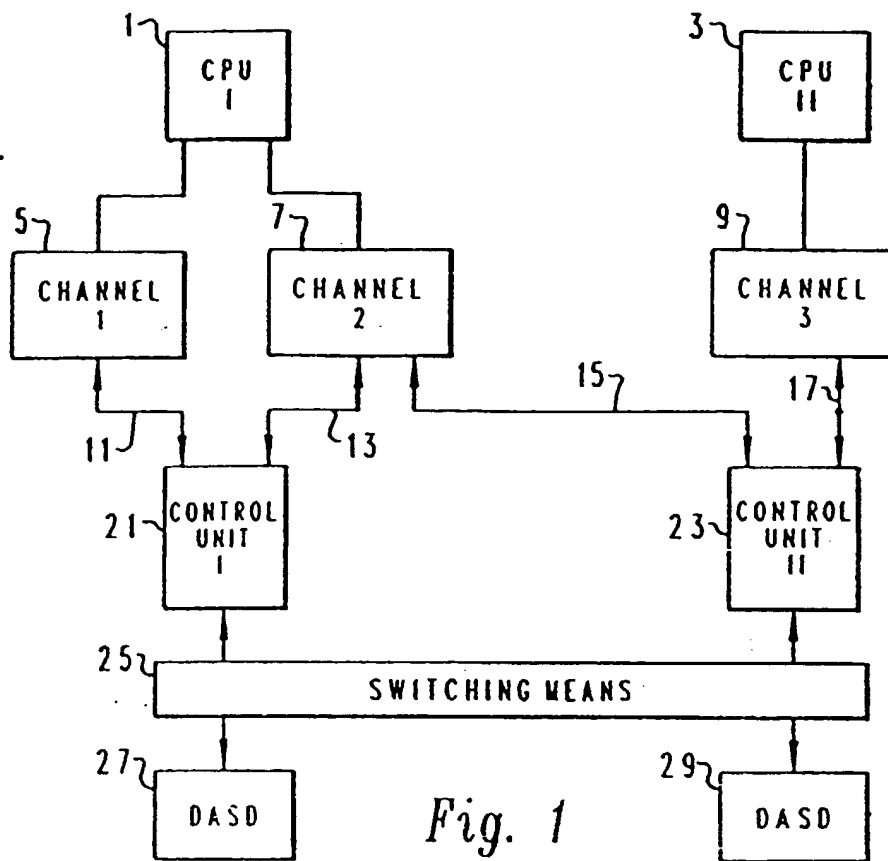 1
3
CPU
I
CPU
II
5
7
9
CHANNEL
1
CHANNEL
2
CHANNEL
3
11
13
15
17
21
CONTROL
UNIT
I
23
CONTROL
UNIT
II
25
SWITCHING MEANS
27
DASD
29
DASD
Fig. 1